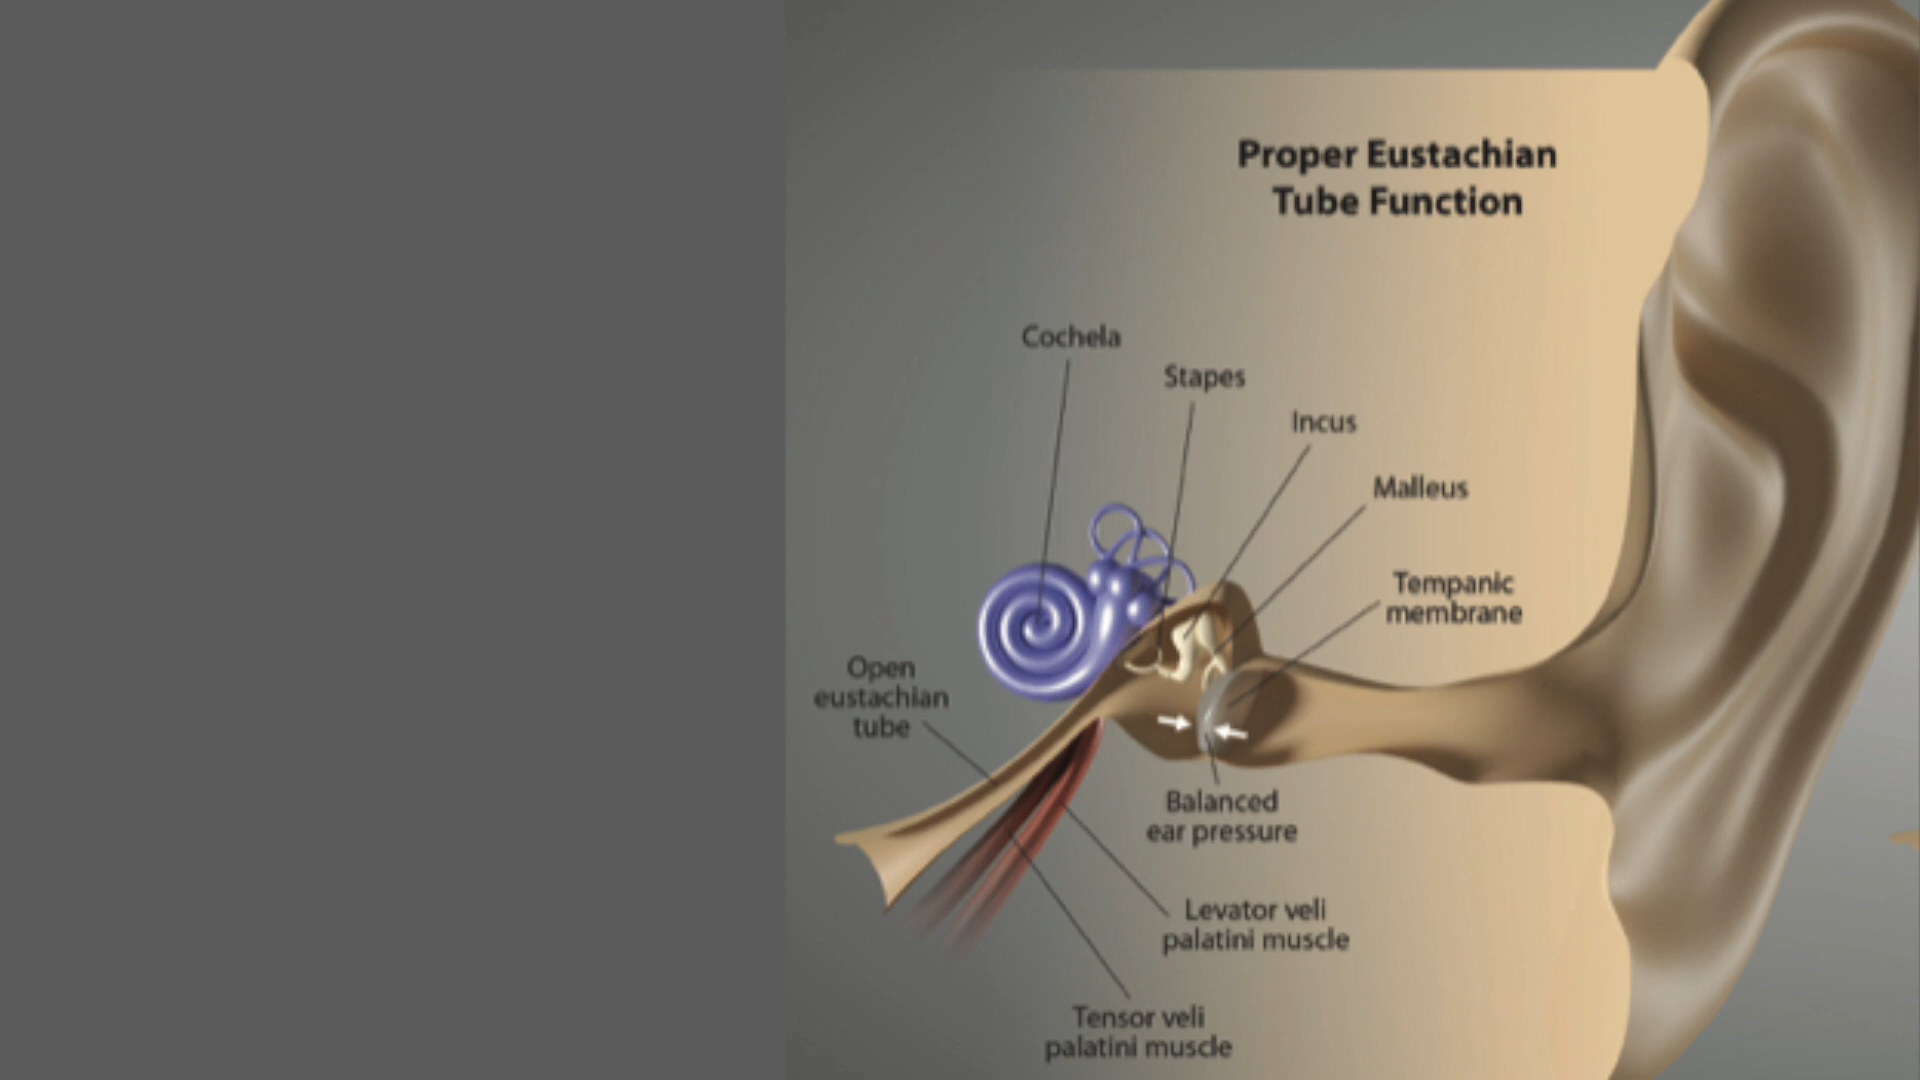 Proper Eustachian
Tube Function
Cochela
Stapes
Incus
Malleus
Tempanic
membrane
Open
eustachian
tube
Balanced
ear pressure
Levator veli
palatini muscle
Tensor veli
palatini muscle